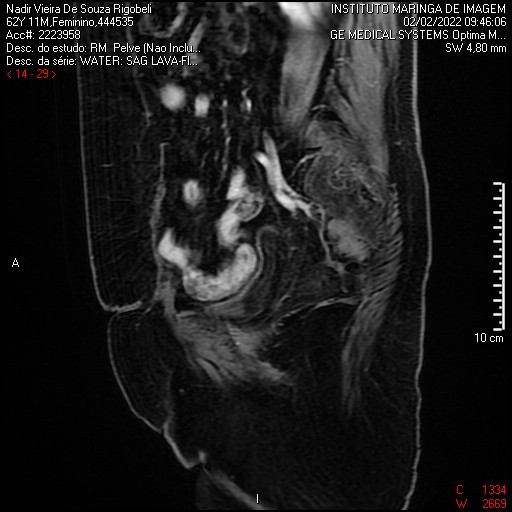 Nadir Vieira Dé Souza Rigobeli
62Y 11M,Feminino,444535
Acc#: 2223958
Desc. do estudo: RM Pelve (Nao Inclu...
Desc. da série: WATER: SAG LAVA-Fl...
< 14 - 29 >
INSTITUTO MARINGA DE IMAGEM
02/02/2022 09:46:06
GE MEDICAL SYSTEMS Optima M...
SW 4,80 mm
A
10 cm
I
C 1334
W 2669